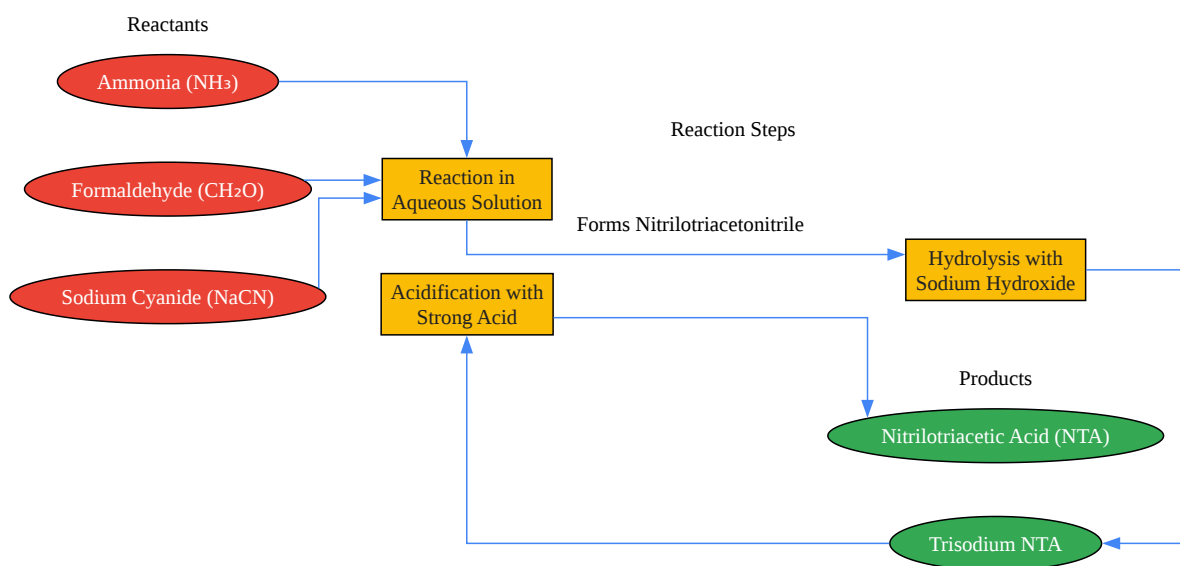 Reactants
Ammonia (NH₃)
Reaction Steps
Formaldehyde (CH₂O)
Reaction in
Aqueous Solution
Forms Nitrilotriacetonitrile
Sodium Cyanide (NaCN)
Acidification with
Strong Acid
Hydrolysis with
Sodium Hydroxide
Products
Nitrilotriacetic Acid (NTA)
Trisodium NTA